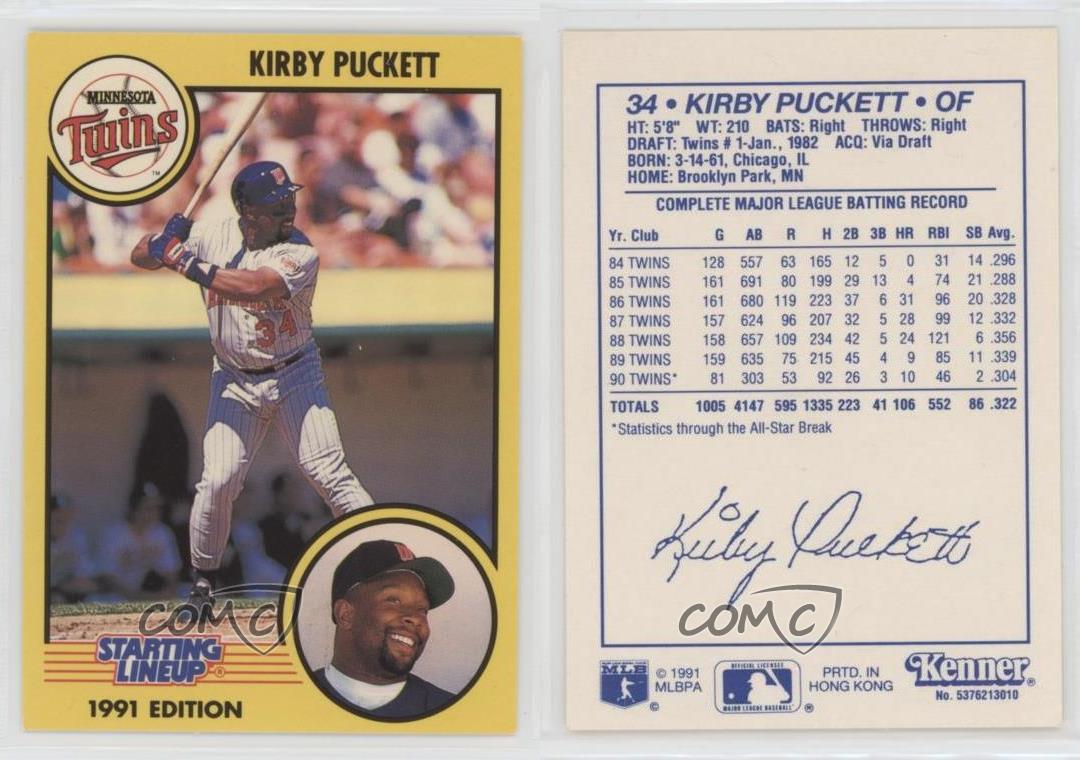 KIRBY PUCKETT
MINNESOTA
Twins
TM
34
COMC
STARTING
LINEUP®
1991 EDITION
34 • KIRBY PUCKETT • OF
HT: 5'8" WT: 210 BATS: Right THROWS: Right
DRAFT: Twins # 1-Jan., 1982 ACQ: Via Draft
BORN: 3-14-61, Chicago, IL
HOME: Brooklyn Park, MN
COMPLETE MAJOR LEAGUE BATTING RECORD
Yr. Club G AB R H 2B 3B HR RBI SB Avg.
84 TWINS 128 557 63 165 12 5 0 31 14 .296
85 TWINS 161 691 80 199 29 13 4 74 21 .288
86 TWINS 161 680 119 223 37 6 31 96 20 .328
87 TWINS 157 624 96 207 32 5 28 99 12 .332
88 TWINS 158 657 109 234 42 5 24 121 6 .356
89 TWINS 159 635 75 215 45 4 9 85 11 .339
90 TWINS* 81 303 53 92 26 3 10 46 2 .304
TOTALS 1005 4147 595 1335 223 41 106 552 86 .322
*Statistics through the All-Star Break
Kirby Puckett
COMC
MLB
©
© 1991
MLBPA
OFFICIAL LICENSEE
MAJOR LEAGUE BASEBALL
®
PRTD. IN
HONG KONG
Kenner®
No. 5376213010